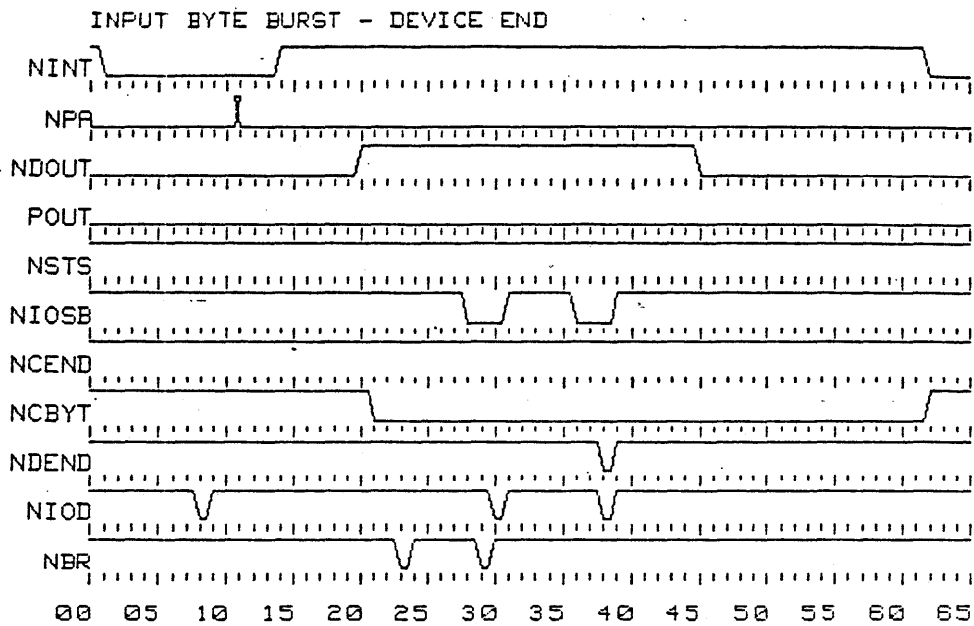 INPUT BYTE BURST - DEVICE END
NINT
NPA
NDOUT
POUT
NSTS
NIOSB
NCEND
NCBYT
NDEND
NIOD
NBR
00 05 10 15 20 25 30 35 40 45 50 55 60 65